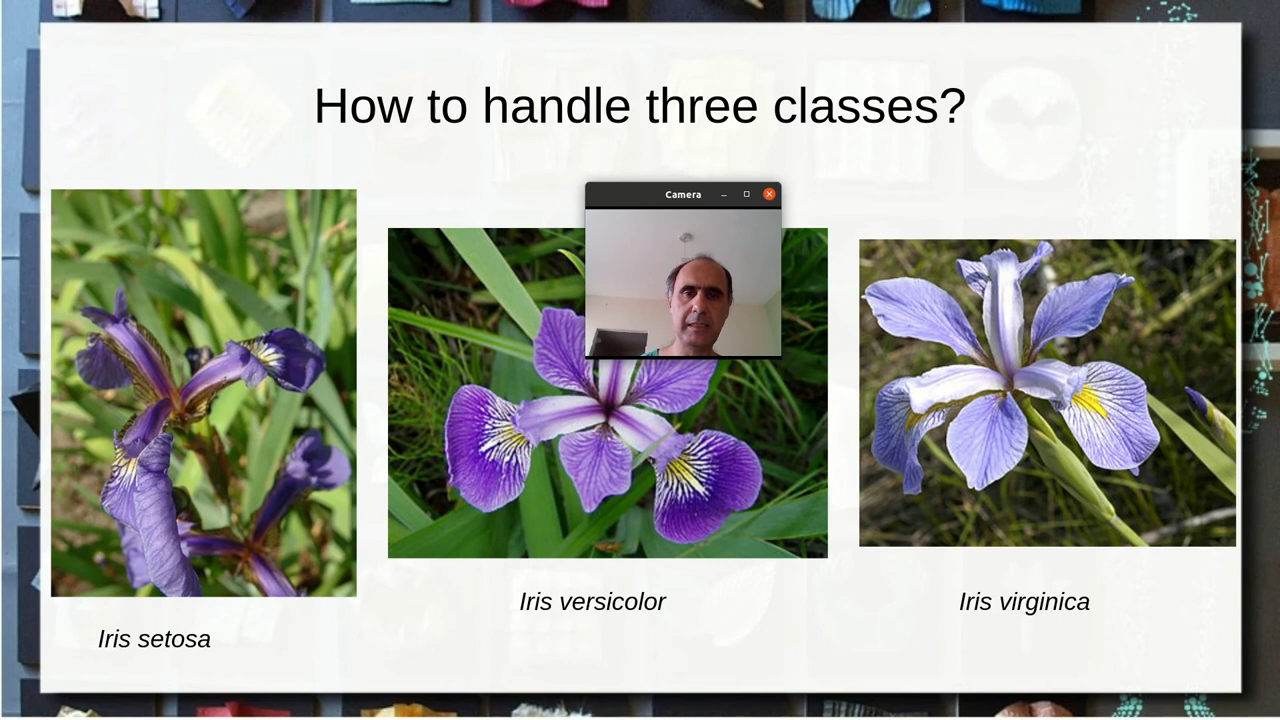 How to handle three classes?
Camera
Iris versicolor
Iris virginica
Iris setosa